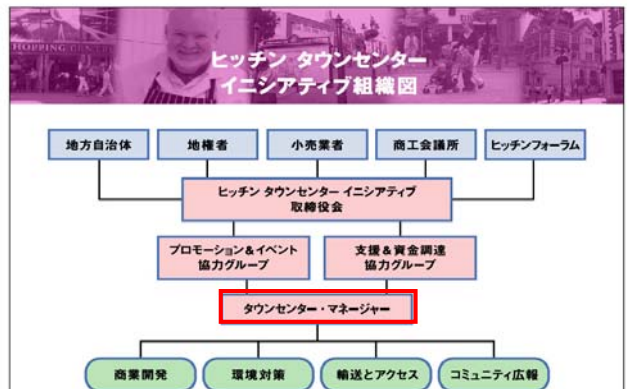 HOPPING CENT
ヒッチン タウンセンター
イニシアティブ組織図
地方自治体
地権者
小売業者
商工会議所
ヒッチンフォーラム
ヒッチン タウンセンター イニシアティブ
取締役会
プロモーション&イベント
協力グループ
支援&資金調達
協力グループ
タウンセンター・マネージャー
商業開発
環境対策
輸送とアクセス
コミュニティ広報